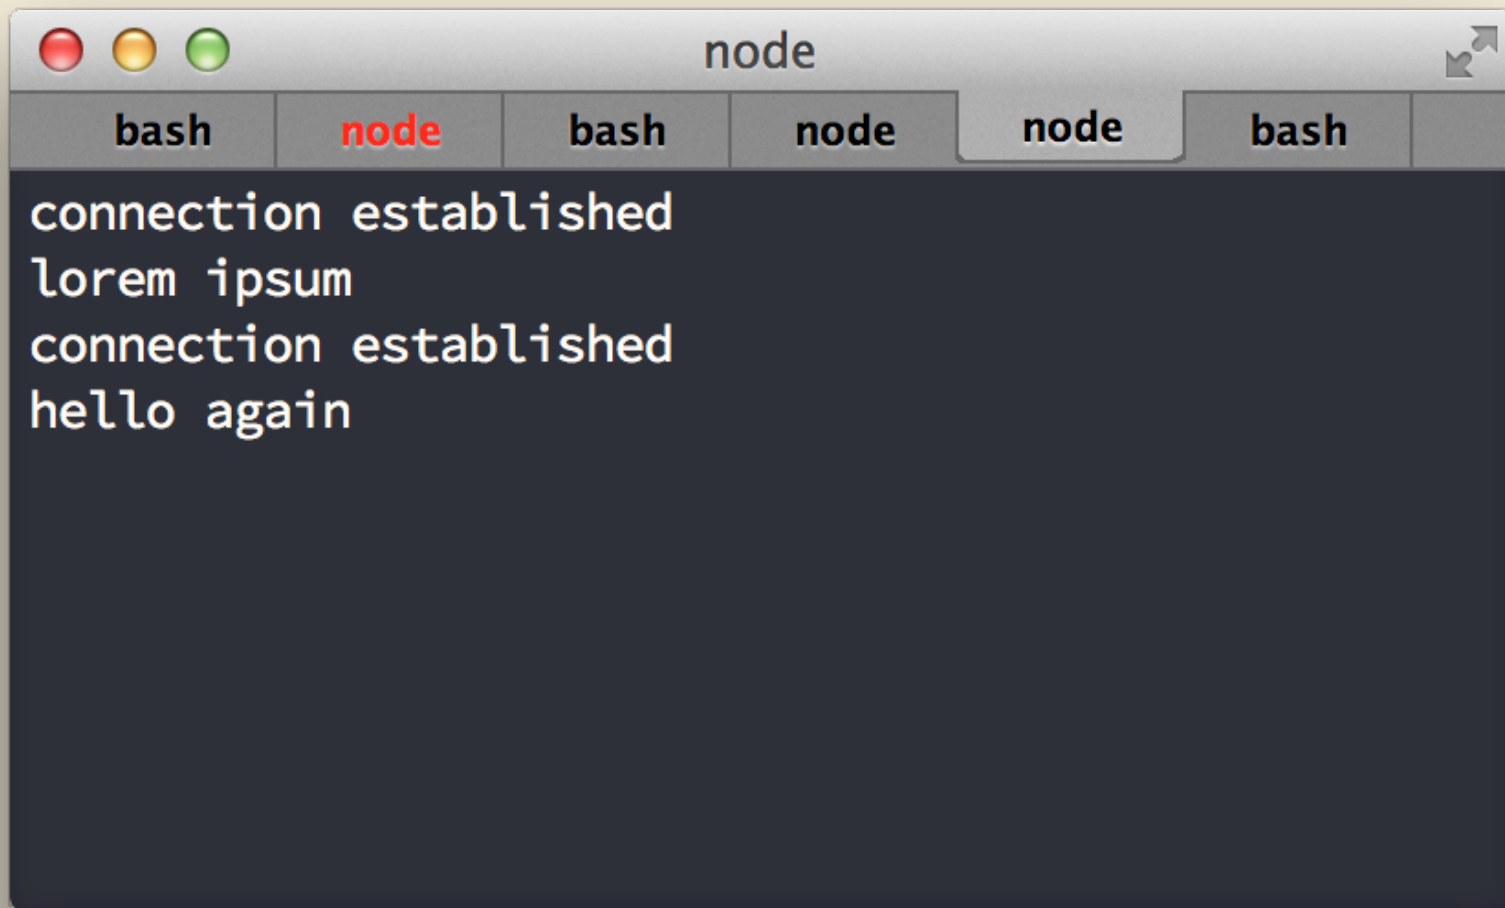 node
bash node bash node node bash
connection established
lorem ipsum
connection established
hello again